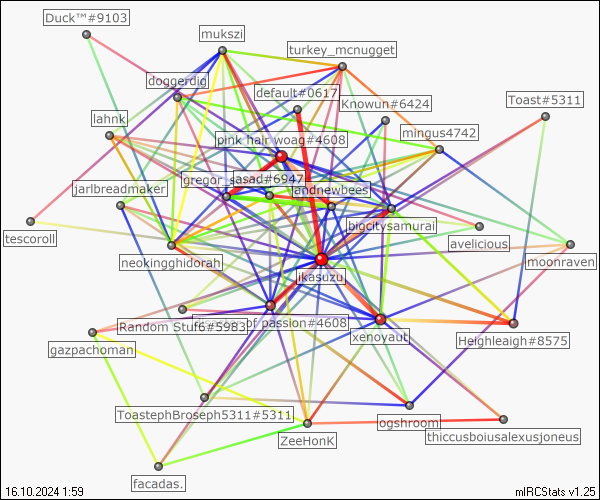 Duck™#9103
mukszi
turkey_mcnugget
doggerdig
default#0617
Knowun#6424
Toast#5311
lahnk
pink hair woag#4608
mingus4742
gregor_s
asad#6947
andnewbees
jarlbreadmaker
bigcitysamurai
tescoroll
avelicious
moonraven
neokingghidorah
ikasuzu
Random Stuf6#5983
of passion#4608
xenoyaut
Heighleaigh#8575
gazpachoman
ToastephBroseph5311#5311
ogshroom
thiccusboiusalexusjoneus
ZeeHonK
facadas.
16.10.2024 1:59
mIRCStats v1.25